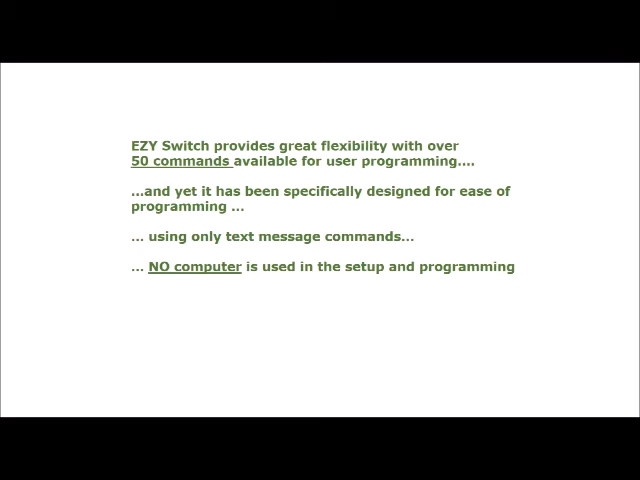 EZY Switch provides great flexibility with over
50 commands available for user programming....
...and yet it has been specifically designed for ease of
programming ...
... using only text message commands...
... NO computer is used in the setup and programming